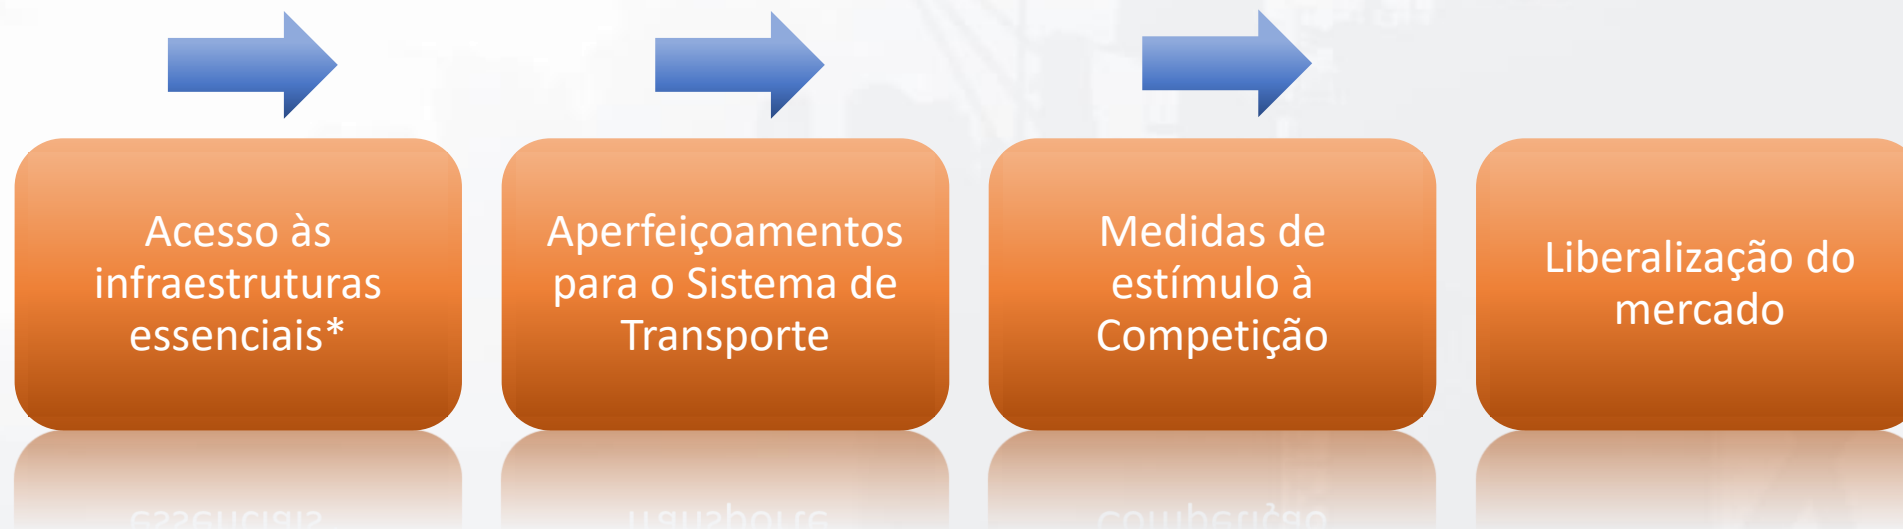 Acesso às
infraestruturas
essenciais*
Aperfeiçoamentos
para o Sistema de
Transporte
Medidas de
estímulo à
Competição
Liberalização do
mercado